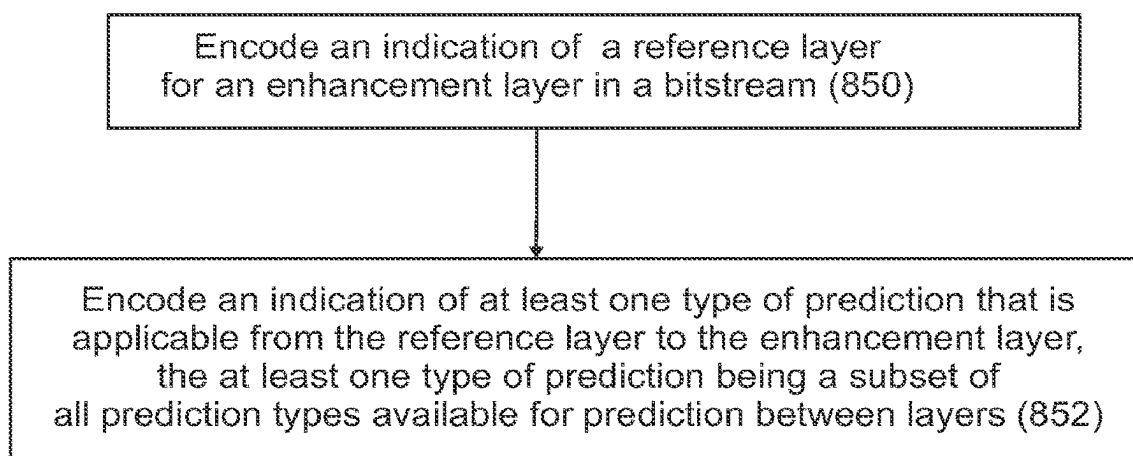 Encode an indication of a reference layer
for an enhancement layer in a bitstream (850)
Encode an indication of at least one type of prediction that is
applicable from the reference layer to the enhancement layer,
the at least one type of prediction being a subset of
all prediction types available for prediction between layers (852)